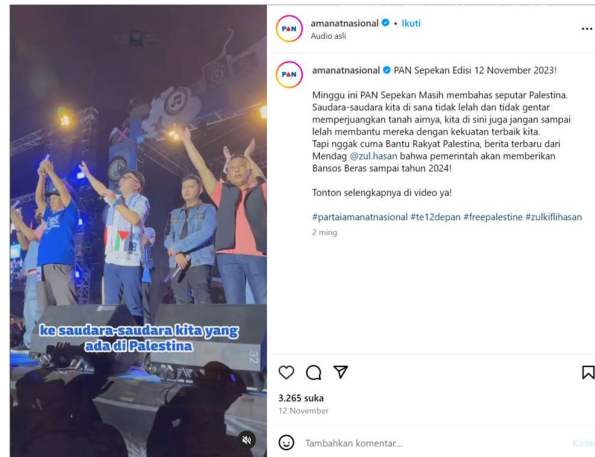 ke saudara-saudara kita yang
ada di Palestina
PAN
amanatnasional • Ikuti
Audio asli
PAN
amanatnasional PAN Sepekan Edisi 12 November 2023!
Minggu ini PAN Sepekan Masih membahas seputar Palestina.
Saudara-saudara kita di sana tidak lelah dan tidak gentar
memperjuangkan tanah airnya, kita di sini juga jangan sampai
lelah membantu mereka dengan kekuatan terbaik kita.
Tapi nggak cuma Bantu Rakyat Palestina, berita terbaru dari
Mendag @zul.hasan bahwa pemerintah akan memberikan
Bansos Beras sampai tahun 2024!
Tonton selengkapnya di video ya!
#partaiamanatnasional #te12depan #freepalestine #zulkiflihasan
2 ming
3.265 suka
12 November
Tambahkan komentar...
Kirim